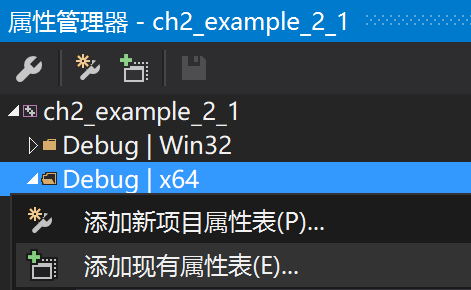 属性管理器 - ch2_example_2_1
ch2_example_2_1
Debug | Win32
Debug | x64
添加新项目属性表(P)...
添加现有属性表(E)...